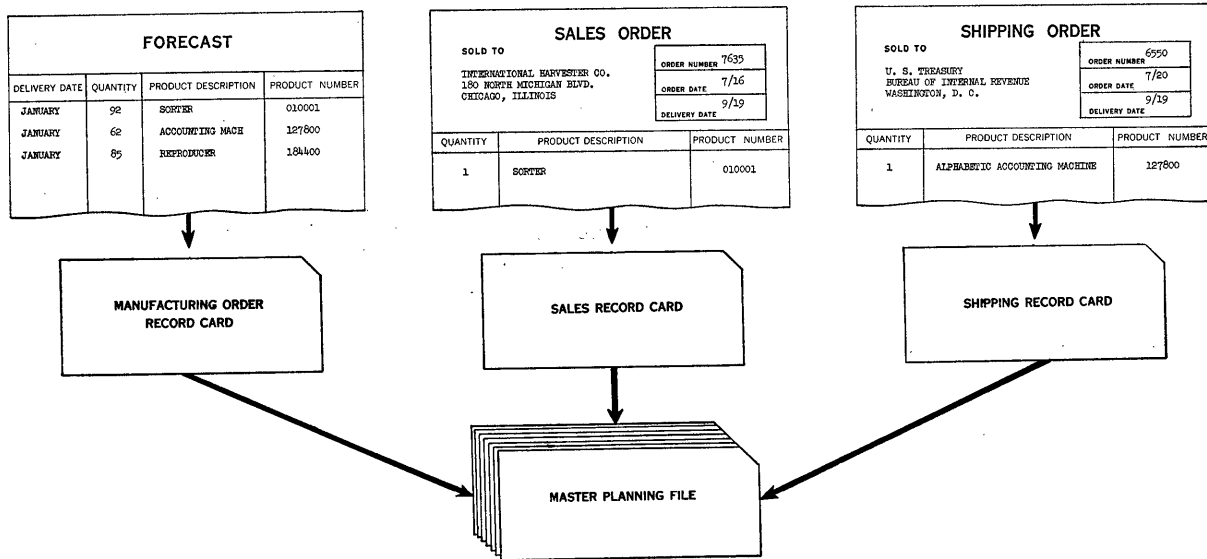 FORECAST
DELIVERY DATE QUANTITY PRODUCT DESCRIPTION PRODUCT NUMBER
JANUARY 92 SORTER 010001
JANUARY 62 ACCOUNTING MACH 127800
JANUARY 85 REPRODUCER 184400
SALES ORDER
SOLD TO
INTERNATIONAL HARVESTER CO.
180 NORTH MICHIGAN BLVD.
CHICAGO, ILLINOIS
ORDER NUMBER 7635
ORDER DATE 7/16
DELIVERY DATE 9/19
QUANTITY PRODUCT DESCRIPTION PRODUCT NUMBER
1 SORTER 010001
SHIPPING ORDER
SOLD TO
U. S. TREASURY
BUREAU OF INTERNAL REVENUE
WASHINGTON, D. C.
ORDER NUMBER 6550
ORDER DATE 7/20
DELIVERY DATE 9/19
QUANTITY PRODUCT DESCRIPTION PRODUCT NUMBER
1 ALPHABETIC ACCOUNTING MACHINE 127800
MANUFACTURING ORDER
RECORD CARD
SALES RECORD CARD
SHIPPING RECORD CARD
MASTER PLANNING FILE